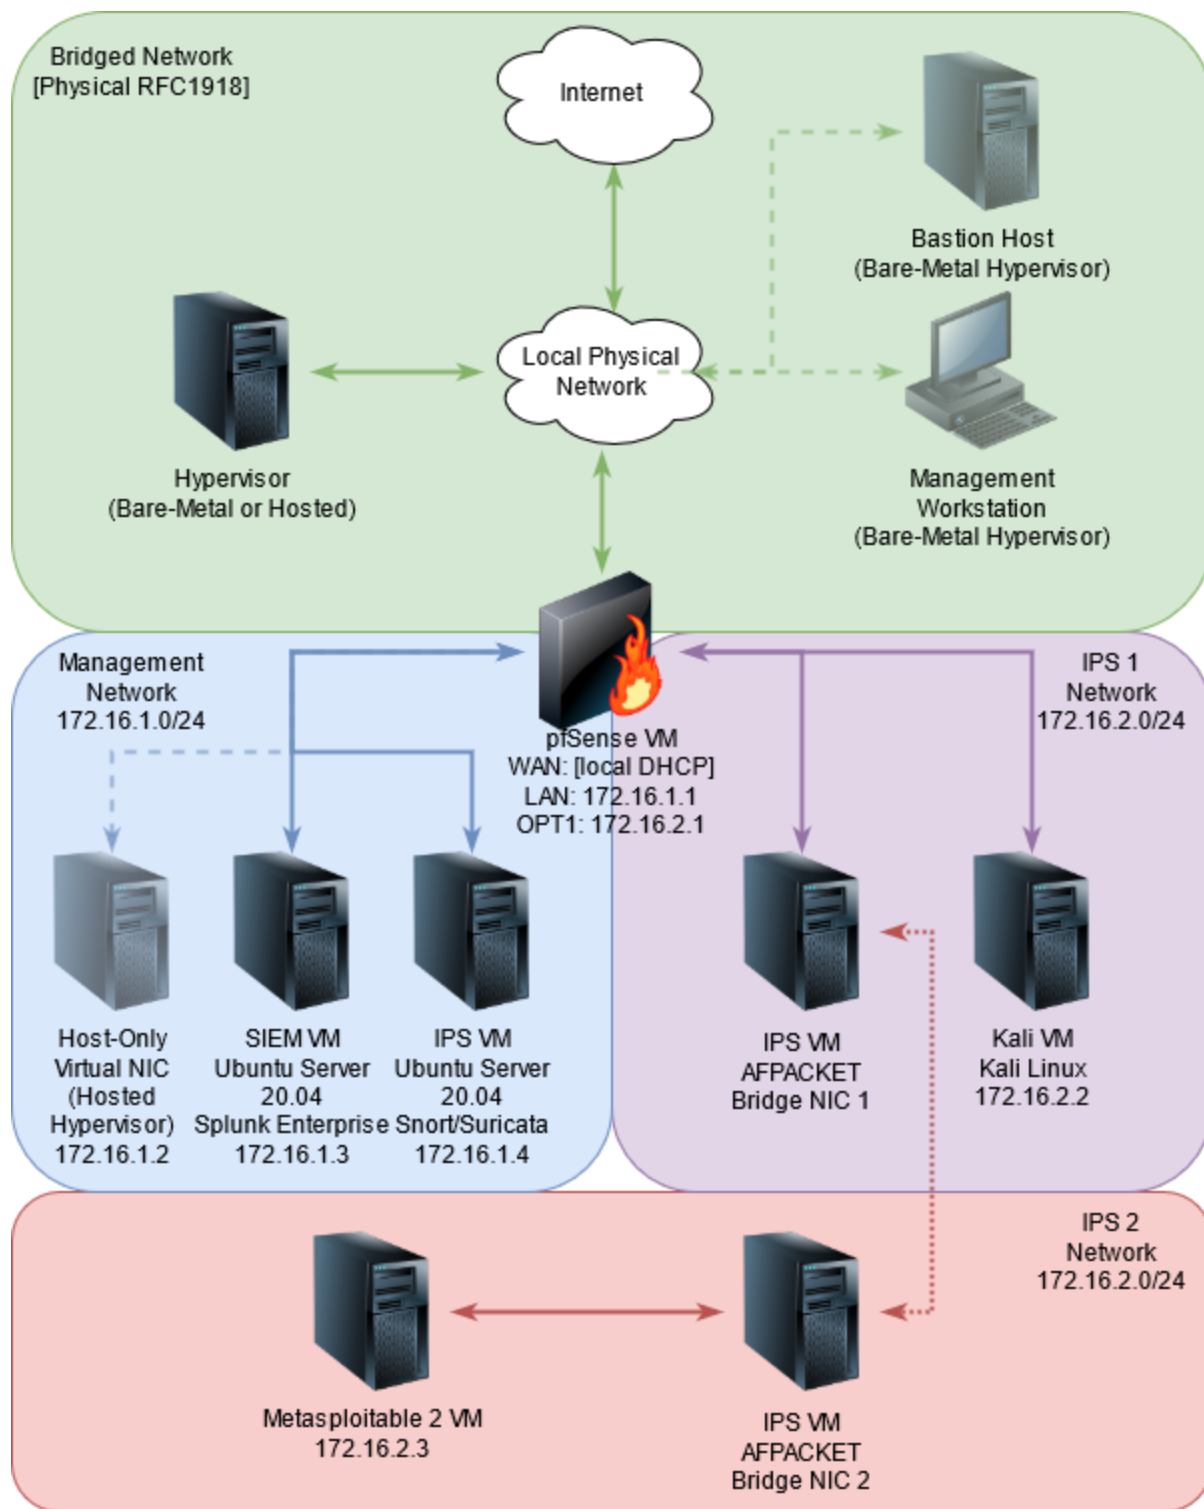 Bridged Network
[Physical RFC1918]
Internet
Bastion Host
(Bare-Metal Hypervisor)
Local Physical
Network
Hypervisor
(Bare-Metal or Hosted)
Management
Workstation
(Bare-Metal Hypervisor)
Management
Network
172.16.1.0/24
IPS 1
Network
172.16.2.0/24
pfSense VM
WAN: [local DHCP]
LAN: 172.16.1.1
OPT1: 172.16.2.1
Host-Only
Virtual NIC
(Hosted
Hypervisor)
172.16.1.2
SIEM VM
Ubuntu Server
20.04
Splunk Enterprise
172.16.1.3
IPS VM
Ubuntu Server
20.04
Snort/Suricata
172.16.1.4
IPS VM
AFPACKET
Bridge NIC 1
Kali VM
Kali Linux
172.16.2.2
IPS 2
Network
172.16.2.0/24
Metasploitable 2 VM
172.16.2.3
IPS VM
AFPACKET
Bridge NIC 2